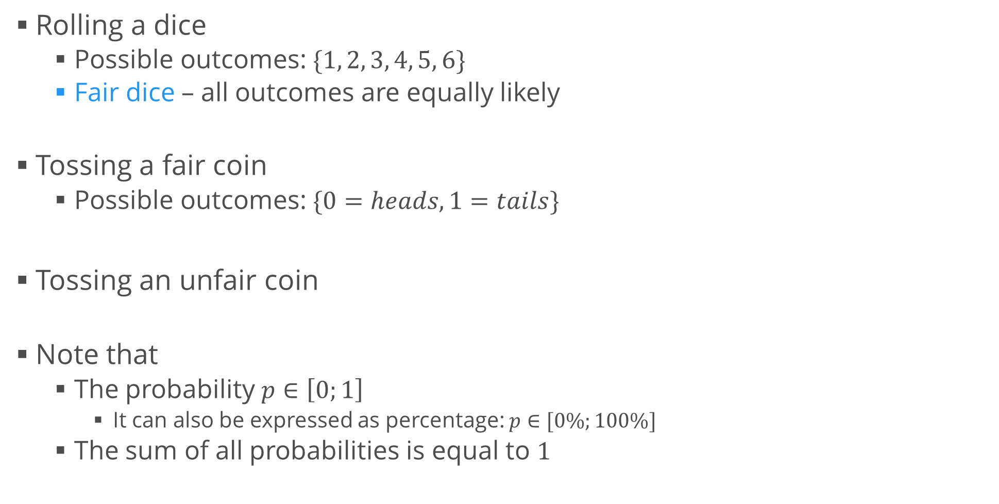 ▪ Rolling a dice
▪ Possible outcomes: {1, 2, 3, 4, 5, 6}
▪ Fair dice – all outcomes are equally likely
▪ Tossing a fair coin
▪ Possible outcomes: {0 = heads, 1 = tails}
▪ Tossing an unfair coin
▪ Note that
▪ The probability p ∈ [0; 1]
▪ It can also be expressed as percentage: p ∈ [0%; 100%]
▪ The sum of all probabilities is equal to 1